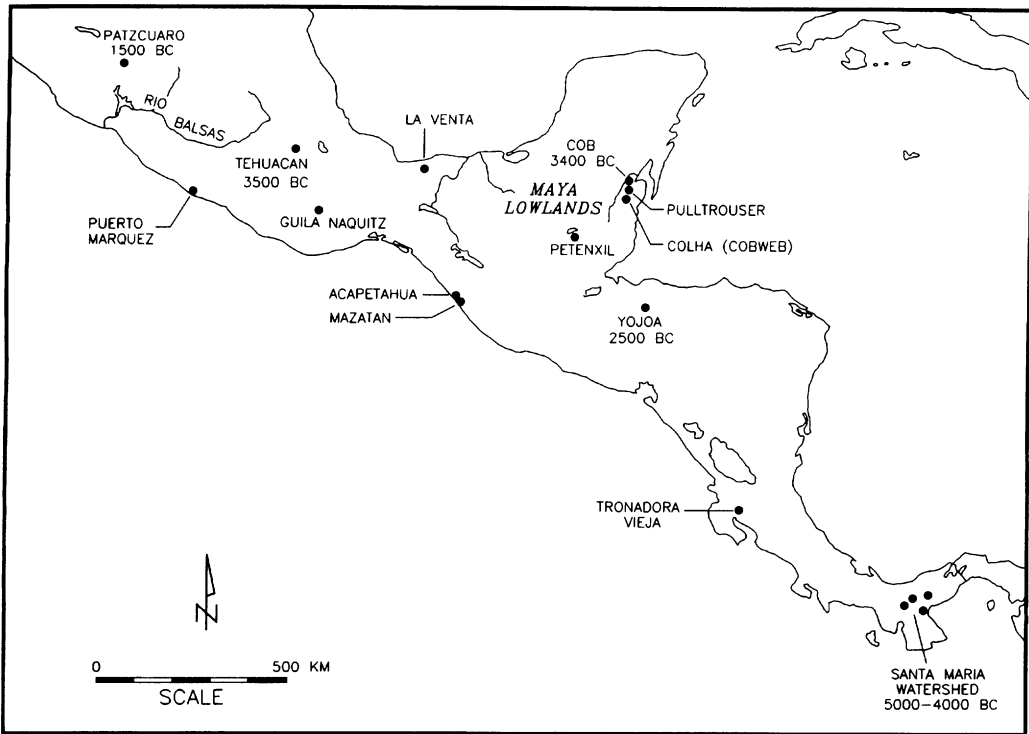 PATZCUARO
1500 BC
RIO
BALSAS
LA VENTA
COB
3400 BC
TEHUACAN
3500 BC
MAYA
LOWLANDS
PULLTROUSER
PUERTO
MARQUEZ
GUILA NAQUITZ
COLHA (COBWEB)
PETENXIL
ACAPETAHUA
MAZATAN
YOJOA
2500 BC
TRONADORA
VIEJA
N
0 500 KM
SCALE
SANTA MARIA
WATERSHED
5000–4000 BC